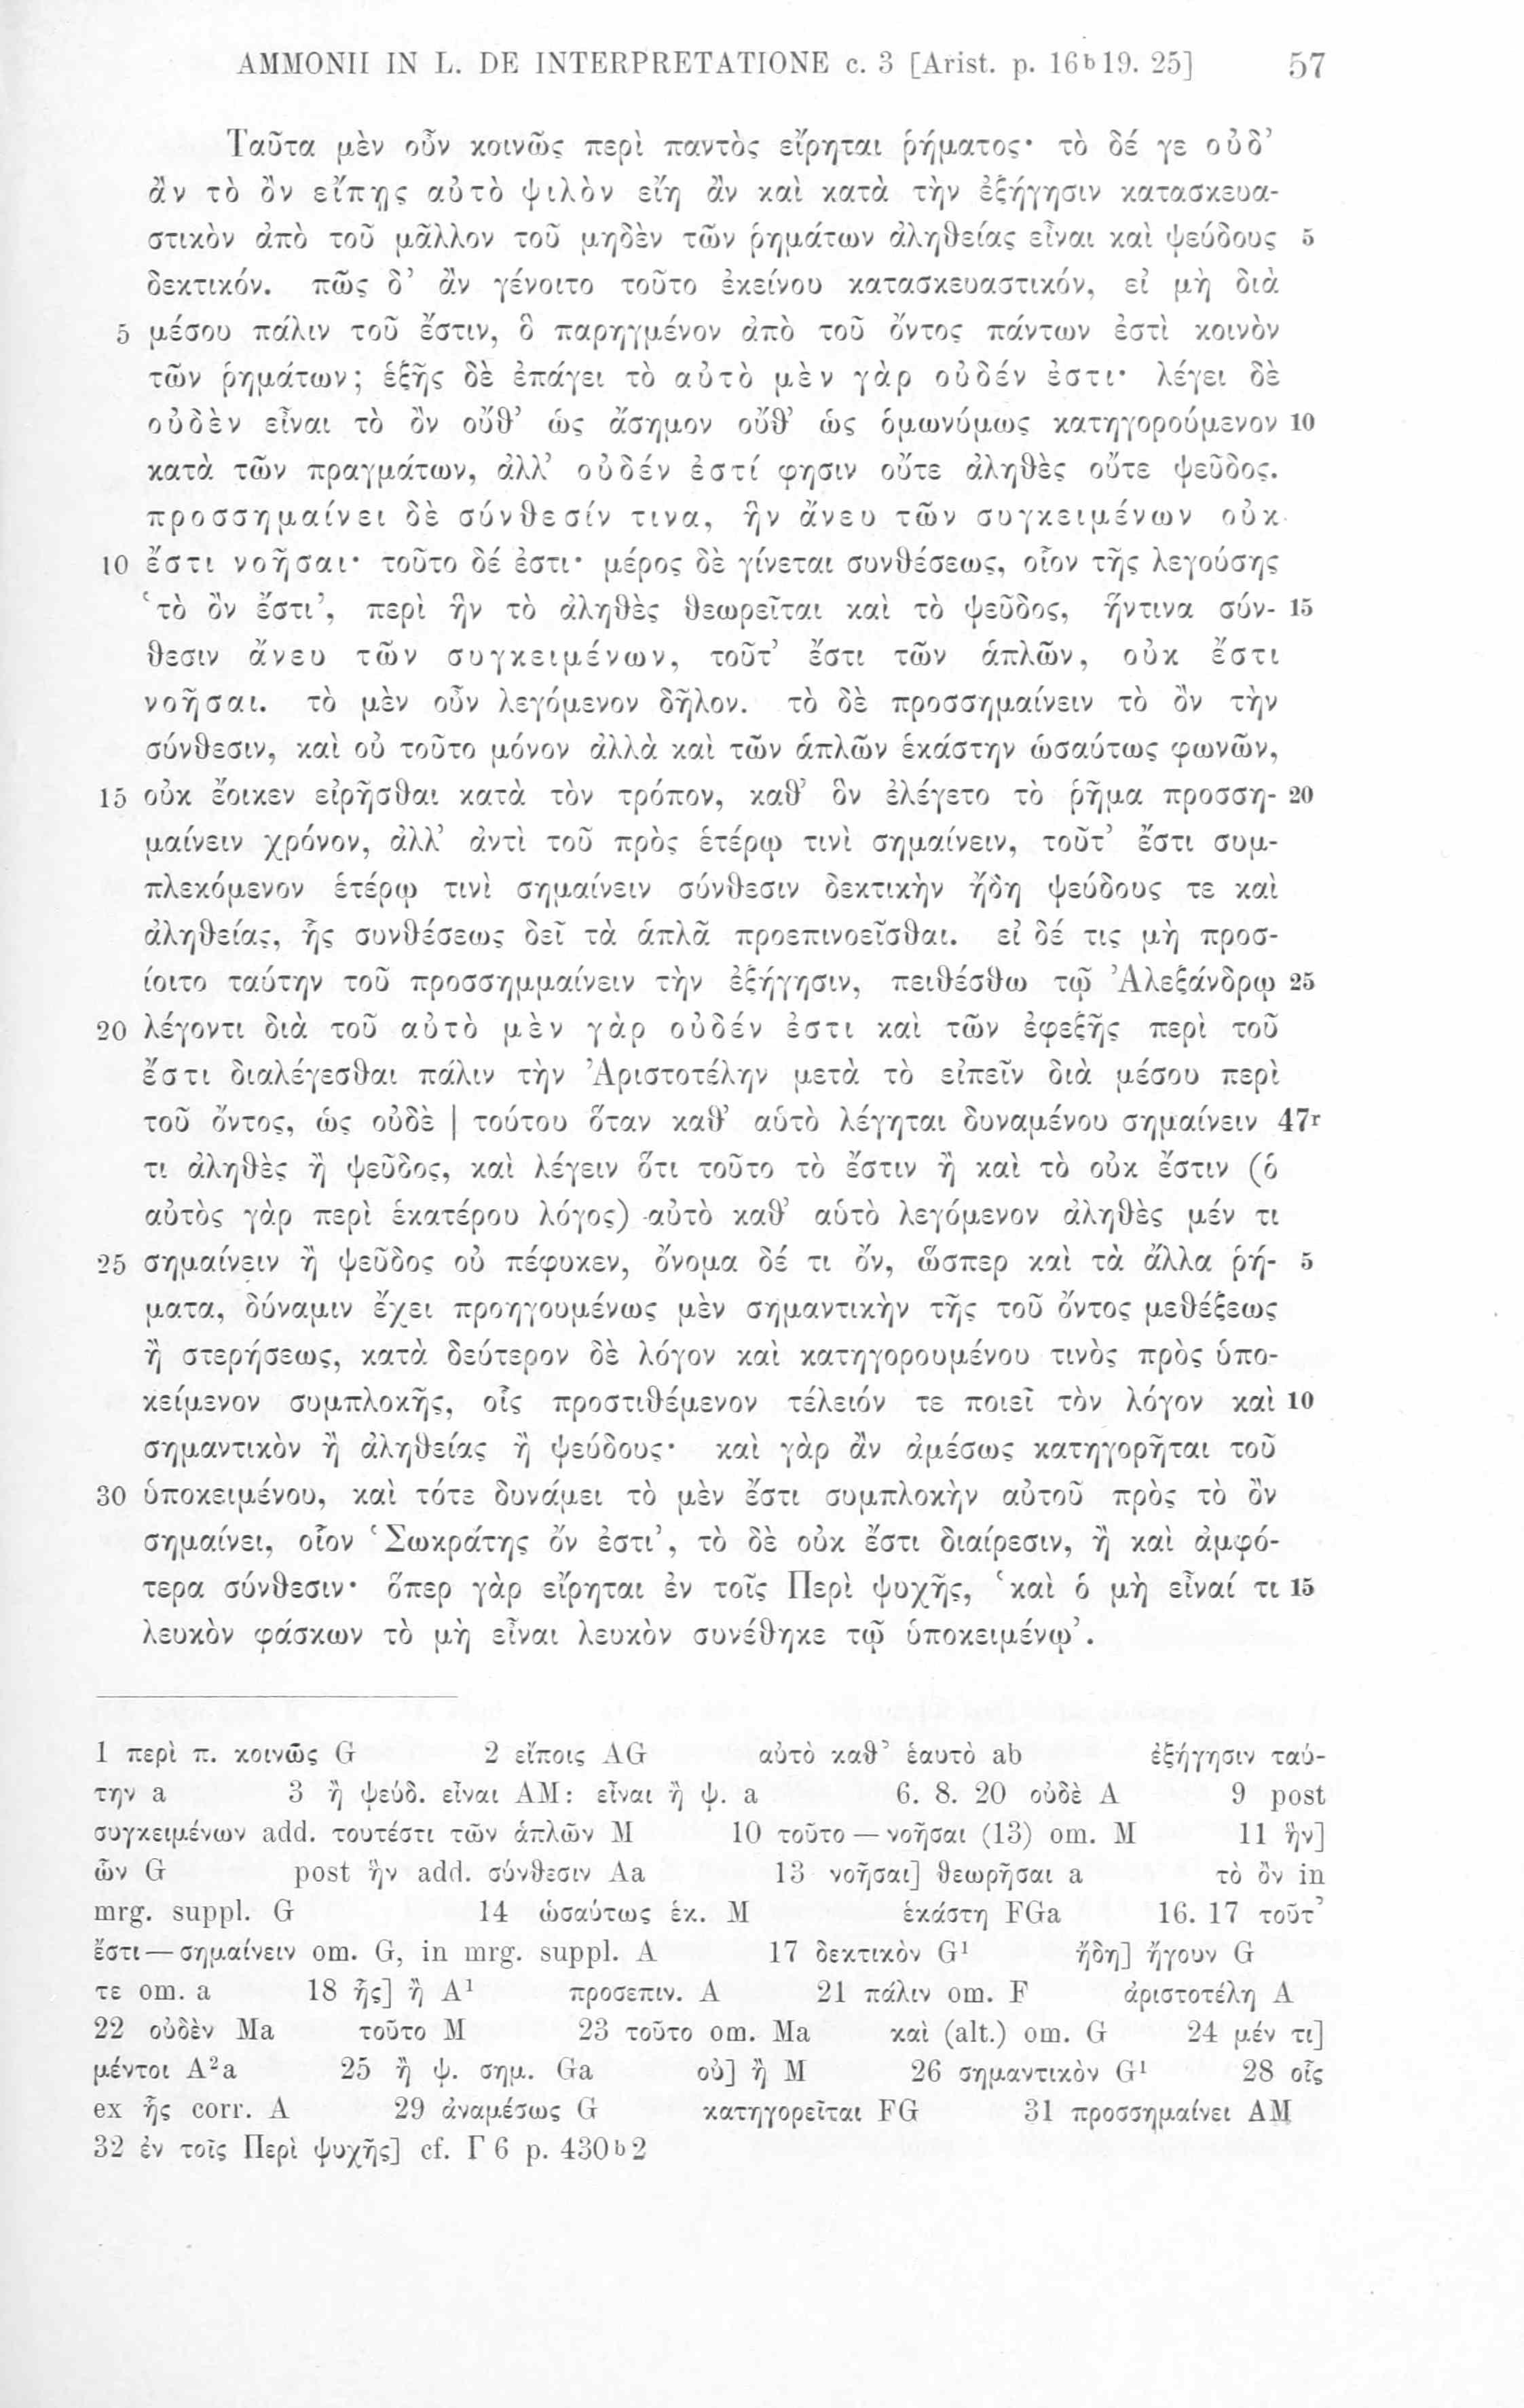 AMMONII IN L. DE INTERPRETATIONE c. 3 [Arist. p. 16b19. 25] 57
Ταῦτα μὲν οὖν κοινῶς περὶ παντὸς εἴρηται ῥήματος· τὸ δέ γε οὐδ’
ἂν τὸ ὂν εἴπῃς αὐτὸ ψιλὸν εἴη ἂν καὶ κατὰ τὴν ἐξήγησιν κατασκευα-
στικὸν ἀπὸ τοῦ μᾶλλον τοῦ μηδὲν τῶν ῥημάτων ἀληθείας εἶναι καὶ ψεύδους 5
δεκτικόν. πῶς δ’ ἂν γένοιτο τοῦτο ἐκείνου κατασκευαστικόν, εἰ μὴ διὰ
5 μέσου πάλιν τοῦ ἔστιν, ὃ παρηγμένον ἀπὸ τοῦ ὄντος πάντων ἐστὶ κοινὸν
τῶν ῥημάτων; ἑξῆς δὲ ἐπάγει τὸ αὐτὸ μὲν γὰρ οὐδέν ἐστι· λέγει δὲ
οὐδὲν εἶναι τὸ ὂν οὔθ’ ὡς ἄσημον οὔθ’ ὡς ὁμωνύμως κατηγορούμενον 10
κατὰ τῶν πραγμάτων, ἀλλ’ οὐδέν ἐστί φησιν οὔτε ἀληθὲς οὔτε ψεῦδος.
προσσημαίνει δὲ σύνθεσίν τινα, ἣν ἄνευ τῶν συγκειμένων οὐκ
10 ἔστι νοῆσαι· τοῦτο δέ ἐστι· μέρος δὲ γίνεται συνθέσεως, οἷον τῆς λεγούσης
‘τὸ ὂν ἔστι’, περὶ ἣν τὸ ἀληθὲς θεωρεῖται καὶ τὸ ψεῦδος, ἥντινα σύν- 15
θεσιν ἄνευ τῶν συγκειμένων, τοῦτ’ ἔστι τῶν ἁπλῶν, οὐκ ἔστι
νοῆσαι. τὸ μὲν οὖν λεγόμενον δῆλον. τὸ δὲ προσσημαίνειν τὸ ὂν τὴν
σύνθεσιν, καὶ οὐ τοῦτο μόνον ἀλλὰ καὶ τῶν ἁπλῶν ἑκάστην ὡσαύτως φωνῶν,
15 οὐκ ἔοικεν εἰρῆσθαι κατὰ τὸν τρόπον, καθ’ ὃν ἐλέγετο τὸ ῥῆμα προσση- 20
μαίνειν χρόνον, ἀλλ’ ἀντὶ τοῦ πρὸς ἑτέρῳ τινὶ σημαίνειν, τοῦτ’ ἔστι συμ-
πλεκόμενον ἑτέρῳ τινὶ σημαίνειν σύνθεσιν δεκτικὴν ἤδη ψεύδους τε καὶ
ἀληθείας, ἧς συνθέσεως δεῖ τὰ ἁπλᾶ προεπινοεῖσθαι. εἰ δέ τις μὴ προσ-
ίοιτο ταύτην τοῦ προσσημμαίνειν τὴν ἐξήγησιν, πειθέσθω τῷ Ἀλεξάνδρῳ 25
20 λέγοντι διὰ τοῦ αὐτὸ μὲν γὰρ οὐδέν ἐστι καὶ τῶν ἐφεξῆς περὶ τοῦ
ἔστι διαλέγεσθαι πάλιν τὴν Ἀριστοτέλην μετὰ τὸ εἰπεῖν διὰ μέσου περὶ
τοῦ ὄντος, ὡς οὐδὲ | τούτου ὅταν καθ’ αὑτὸ λέγηται δυναμένου σημαίνειν 47r
τι ἀληθὲς ἢ ψεῦδος, καὶ λέγειν ὅτι τοῦτο τὸ ἔστιν ἢ καὶ τὸ οὐκ ἔστιν (ὁ
αὐτὸς γὰρ περὶ ἑκατέρου λόγος) αὐτὸ καθ’ αὑτὸ λεγόμενον ἀληθὲς μέν τι
25 σημαίνειν ἢ ψεῦδος οὐ πέφυκεν, ὄνομα δέ τι ὄν, ὥσπερ καὶ τὰ ἄλλα ῥή- 5
ματα, δύναμιν ἔχει προηγουμένως μὲν σημαντικὴν τῆς τοῦ ὄντος μεθέξεως
ἢ στερήσεως, κατὰ δεύτερον δὲ λόγον καὶ κατηγορουμένου τινὸς πρὸς ὑπο-
κείμενον συμπλοκῆς, οἷς προστιθέμενον τέλειόν τε ποιεῖ τὸν λόγον καὶ 10
σημαντικὸν ἢ ἀληθείας ἢ ψεύδους· καὶ γὰρ ἂν ἀμέσως κατηγορῆται τοῦ
30 ὑποκειμένου, καὶ τότε δυνάμει τὸ μὲν ἔστι συμπλοκὴν αὐτοῦ πρὸς τὸ ὂν
σημαίνει, οἷον ‘Σωκράτης ὄν ἐστι’, τὸ δὲ οὐκ ἔστι διαίρεσιν, ἢ καὶ ἀμφό-
τερα σύνθεσιν· ὅπερ γὰρ εἴρηται ἐν τοῖς Περὶ ψυχῆς, ‘καὶ ὁ μὴ εἶναί τι 15
λευκὸν φάσκων τὸ μὴ εἶναι λευκὸν συνέθηκε τῷ ὑποκειμένῳ’.
1 περὶ π. κοινῶς G 2 εἴποις AG αὐτὸ καθ’ ἑαυτὸ ab ἐξήγησιν ταύ-
την a 3 ἢ ψεύδ. εἶναι AM: εἶναι ἢ ψ. a 6. 8. 20 οὐδὲ A 9 post
συγκειμένων add. τουτέστι τῶν ἁπλῶν M 10 τοῦτο — νοῆσαι (13) om. M 11 ἣν]
ὧν G post ἣν add. σύνθεσιν Aa 13 νοῆσαι] θεωρῆσαι a τὸ ὂν in
mrg. suppl. G 14 ὡσαύτως ἑκ. M ἑκάστη FGa 16. 17 τοῦτ’
ἔστι — σημαίνειν om. G, in mrg. suppl. A 17 δεκτικὸν G¹ ἤδη] ἤγουν G
τε om. a 18 ἧς] ἢ A¹ προσεπιν. A 21 πάλιν om. F ἀριστοτέλη A
22 οὐδὲν Ma τοῦτο M 23 τοῦτο om. Ma καὶ (alt.) om. G 24 μέν τι]
μέντοι A²a 25 ἢ ψ. σημ. Ga οὐ] ἢ M 26 σημαντικὸν G¹ 28 οἷς
ex ἧς corr. A 29 ἀναμέσως G κατηγορεῖται FG 31 προσσημαίνει AM
32 ἐν τοῖς Περὶ ψυχῆς] cf. Γ 6 p. 430b2